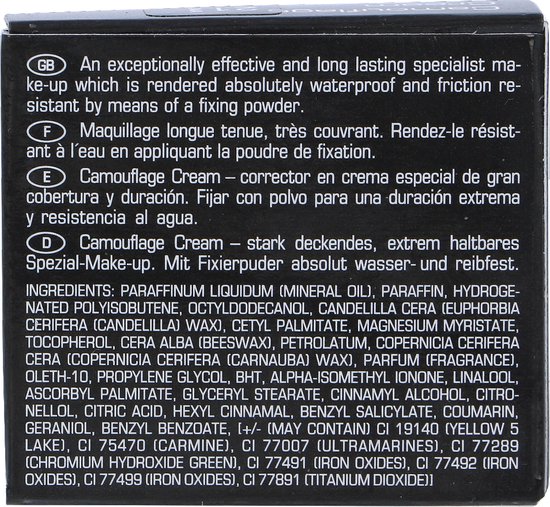 GB An exceptionally effective and long lasting specialist ma-
ke-up which is rendered absolutely waterproof and friction re-
sistant by means of a fixing powder.
F Maquillage longue tenue, très couvrant. Rendez-le résist-
ant à l'eau en appliquant la poudre de fixation.
E Camouflage Cream – corrector en crema especial de gran
cobertura y duración. Fijar con polvo para una duración extrema
y resistencia al agua.
D Camouflage Cream – stark deckendes, extrem haltbares
Spezial-Make-up. Mit Fixierpuder absolut wasser- und reibfest.
INGREDIENTS: PARAFFINUM LIQUIDUM (MINERAL OIL), PARAFFIN, HYDROGE-
NATED POLYISOBUTENE, OCTYLDODECANOL, CANDELILLA CERA (EUPHORBIA
CERIFERA (CANDELILLA) WAX), CETYL PALMITATE, MAGNESIUM MYRISTATE,
TOCOPHEROL, CERA ALBA (BEESWAX), PETROLATUM, COPERNICIA CERIFERA
CERA (COPERNICIA CERIFERA (CARNAUBA) WAX), PARFUM (FRAGRANCE),
OLETH-10, PROPYLENE GLYCOL, BHT, ALPHA-ISOMETHYL IONONE, LINALOOL,
ASCORBYL PALMITATE, GLYCERYL STEARATE, CINNAMYL ALCOHOL, CITRO-
NELLOL, CITRIC ACID, HEXYL CINNAMAL, BENZYL SALICYLATE, COUMARIN,
GERANIOL, BENZYL BENZOATE, [+/- (MAY CONTAIN) CI 19140 (YELLOW 5
LAKE), CI 75470 (CARMINE), CI 77007 (ULTRAMARINES), CI 77289
(CHROMIUM HYDROXIDE GREEN), CI 77491 (IRON OXIDES), CI 77492 (IRON
OXIDES), CI 77499 (IRON OXIDES), CI 77891 (TITANIUM DIOXIDE)]